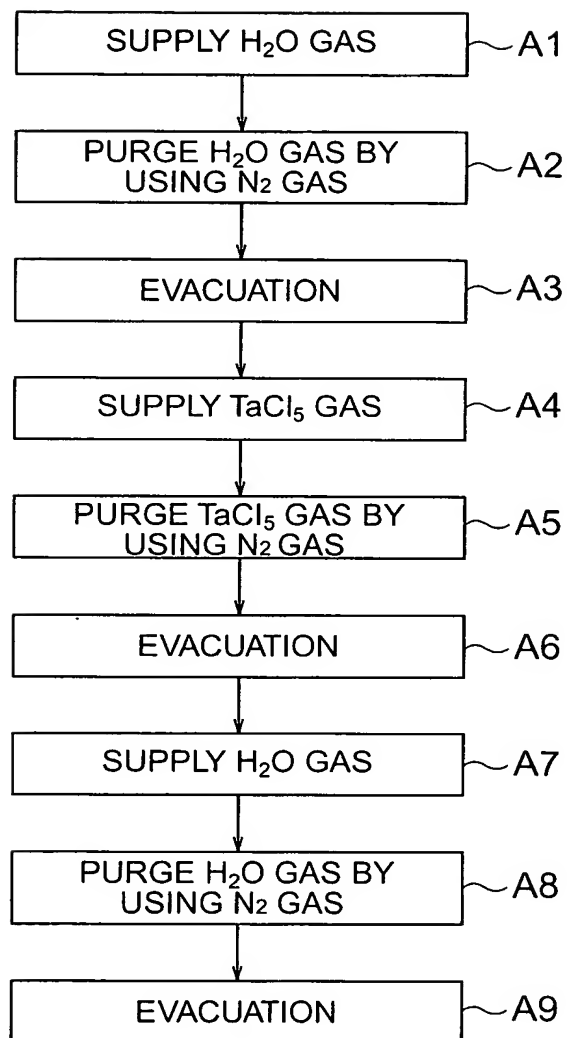 SUPPLY H₂O GAS A1
PURGE H₂O GAS BY
USING N₂ GAS A2
EVACUATION A3
SUPPLY TaCl₅ GAS A4
PURGE TaCl₅ GAS BY
USING N₂ GAS A5
EVACUATION A6
SUPPLY H₂O GAS A7
PURGE H₂O GAS BY
USING N₂ GAS A8
EVACUATION A9